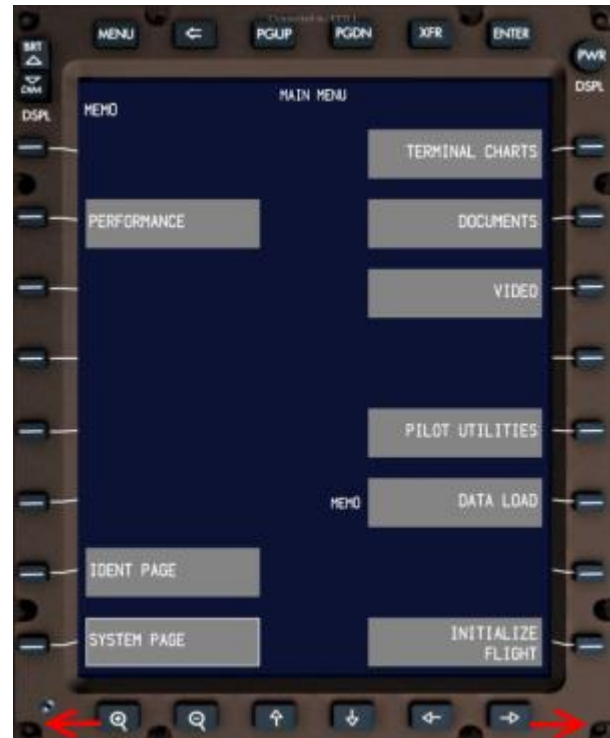 MENU PGUP PGDN XFR ENTER
BRT
DIM
DSPL
PWR
DSPL
MAIN MENU
MEMO
TERMINAL CHARTS
PERFORMANCE
DOCUMENTS
VIDEO
PILOT UTILITIES
MEMO
DATA LOAD
IDENT PAGE
SYSTEM PAGE
INITIALIZE
FLIGHT